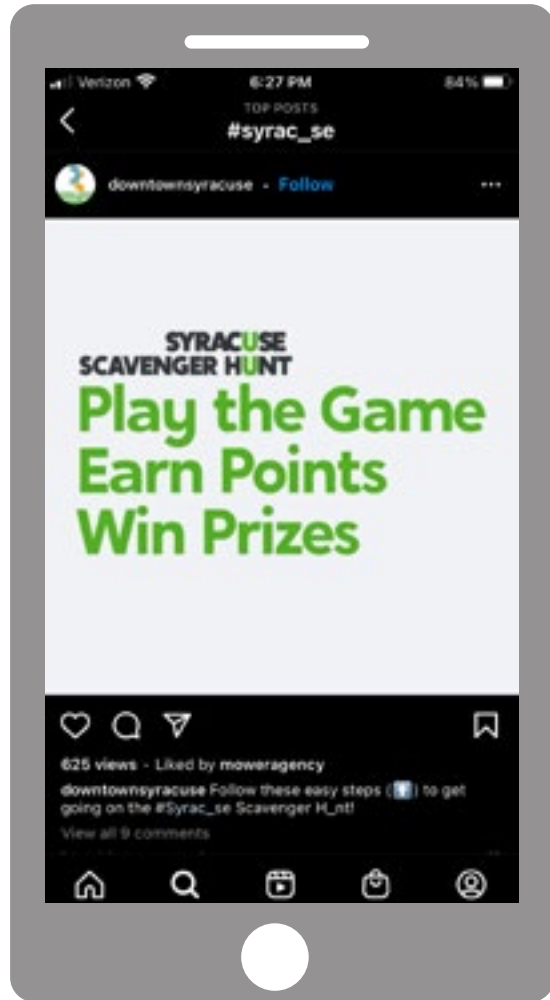 Verizon 6:27 PM 84%
TOP POSTS
#syrac_se
downtownsyracuse - Follow
SYRACUSE
SCAVENGER HUNT
Play the Game
Earn Points
Win Prizes
625 views - Liked by moweragency
downtownsyracuse Follow these easy steps (⬆️) to get
going on the #Syrac_se Scavenger H_nt!
View all 9 comments